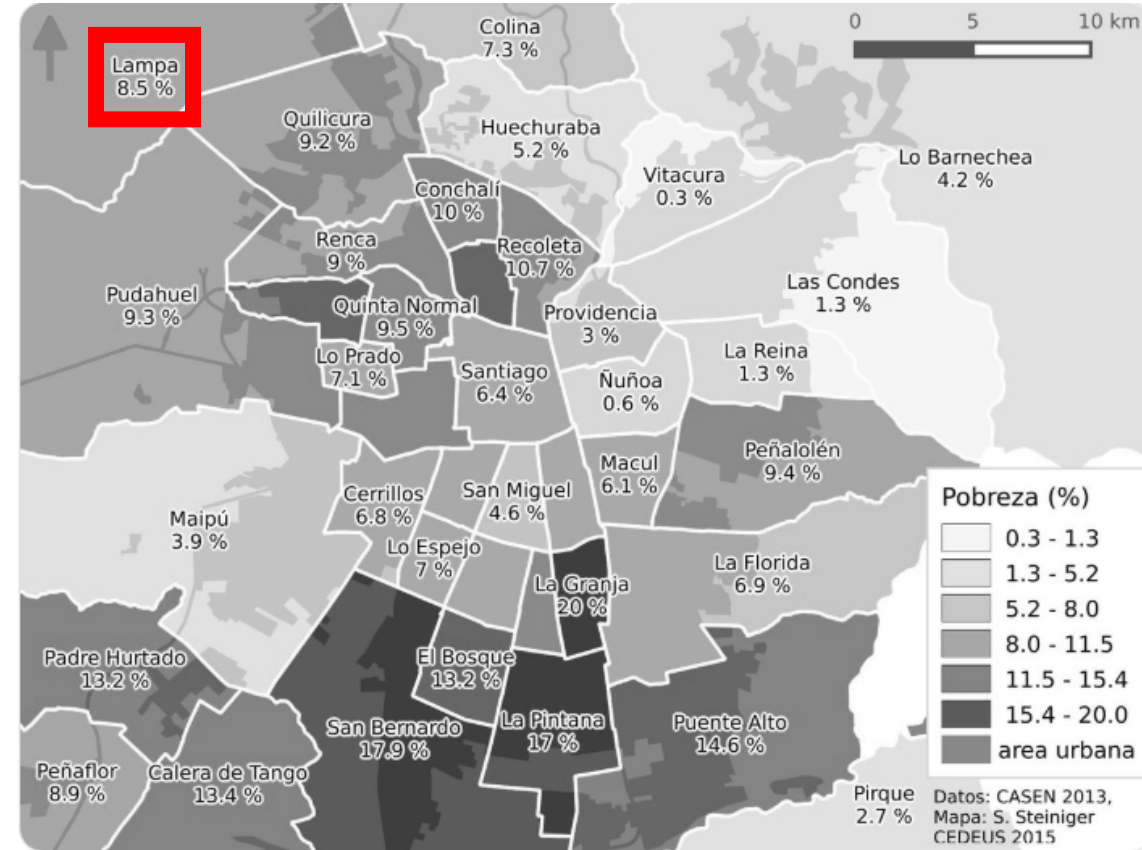 Colina
7.3 %
0 5 10 km
Lampa
8.5 %
Quilicura
9.2 %
Huechuraba
5.2 %
Vitacura
0.3 %
Lo Barnechea
4.2 %
Conchalí
10 %
Renca
9 %
Recoleta
10.7 %
Pudahuel
9.3 %
Quinta Normal
9.5 %
Providencia
3 %
Las Condes
1.3 %
Lo Prado
7.1 %
Santiago
6.4 %
Ñuñoa
0.6 %
La Reina
1.3 %
Maipú
3.9 %
Cerrillos
6.8 %
San Miguel
4.6 %
Macul
6.1 %
Peñalolén
9.4 %
Lo Espejo
7 %
La Granja
20 %
La Florida
6.9 %
Padre Hurtado
13.2 %
El Bosque
13.2 %
San Bernardo
17.9 %
La Pintana
17 %
Puente Alto
14.6 %
Peñaflor
8.9 %
Calera de Tango
13.4 %
Pirque
2.7 %
Pobreza (%)
0.3 - 1.3
1.3 - 5.2
5.2 - 8.0
8.0 - 11.5
11.5 - 15.4
15.4 - 20.0
area urbana
Datos: CASEN 2013,
Mapa: S. Steiniger
CEDEUS 2015